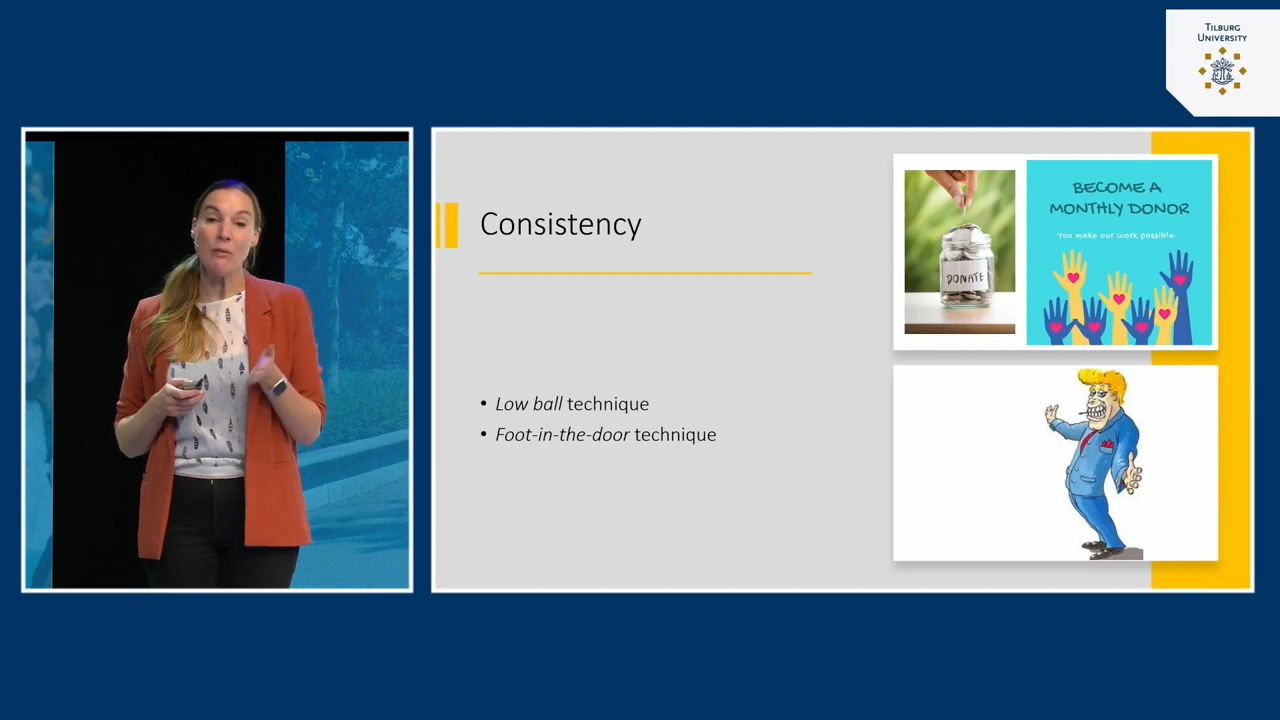 TILBURG
UNIVERSITY
Consistency
• Low ball technique
• Foot-in-the-door technique
DONATE
BECOME A
MONTHLY DONOR
You make our work possible.